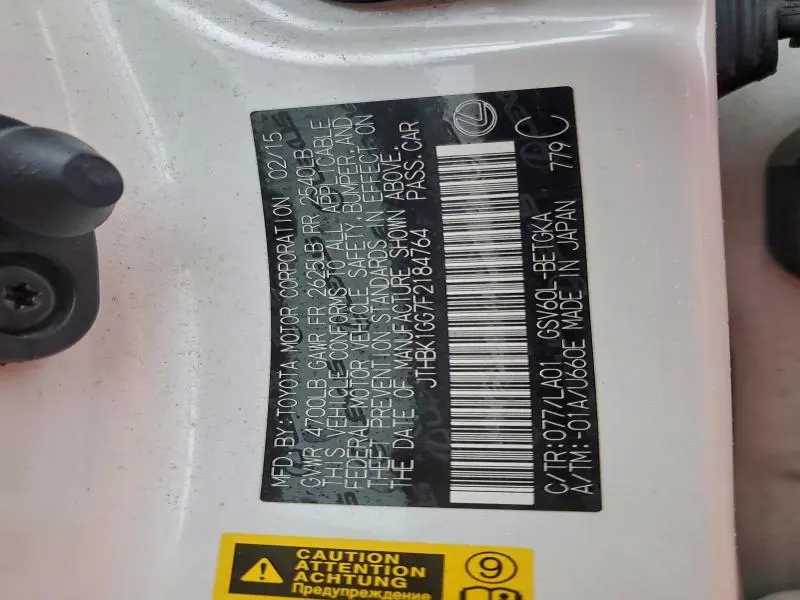 MFD. BY: TOYOTA MOTOR CORPORATION 02/15
GVWR 4700LB GAWR FR 2625LB RR 2540LB
THIS VEHICLE CONFORMS TO ALL APPLICABLE
FEDERAL MOTOR VEHICLE SAFETY, BUMPER, AND
THEFT PREVENTION STANDARDS IN EFFECT ON
THE DATE OF MANUFACTURE SHOWN ABOVE.
JTHBK1GG7F2184764 PASS. CAR
C/TR: 077/LA01 GSV60L-BETGKA
A/TM: -01A/U660E MADE IN JAPAN 779 C
CAUTION
ATTENTION
ACHTUNG
Предупреждение
9